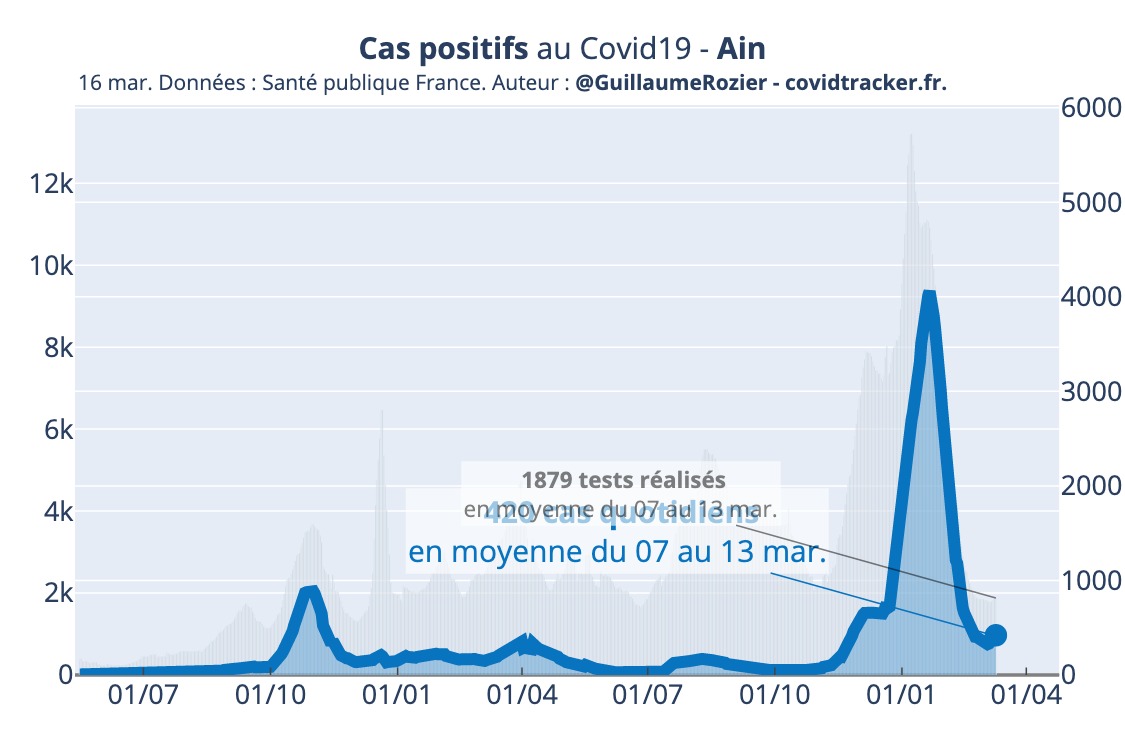 Cas positifs au Covid19 - Ain
16 mar. Données : Santé publique France. Auteur : @GuillaumeRozier - covidtracker.fr.
6000
12k
5000
10k
4000
8k
3000
6k
1879 tests réalisés
2000
en moyenne du 07 au 13 mar.
4k
420 cas quotidiens
en moyenne du 07 au 13 mar.
1000
2k
0
0
01/07
01/10
01/01
01/04
01/07
01/10
01/01
01/04